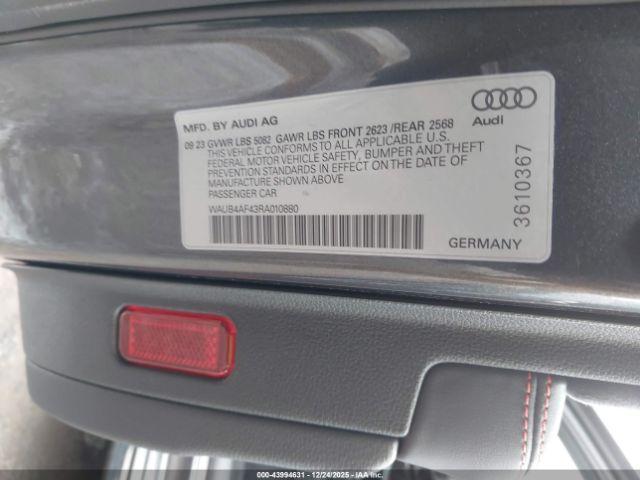 MFD. BY AUDI AG
09 23 GVWR LBS 5082 GAWR LBS FRONT 2623 /REAR 2568
THIS VEHICLE CONFORMS TO ALL APPLICABLE U.S.
FEDERAL MOTOR VEHICLE SAFETY, BUMPER AND THEFT
PREVENTION STANDARDS IN EFFECT ON THE DATE OF
MANUFACTURE SHOWN ABOVE
PASSENGER CAR
WAUB4AF43RA010880
GERMANY
Audi
3610367
00-43994631 - 12/24/2025 - IAA Inc.